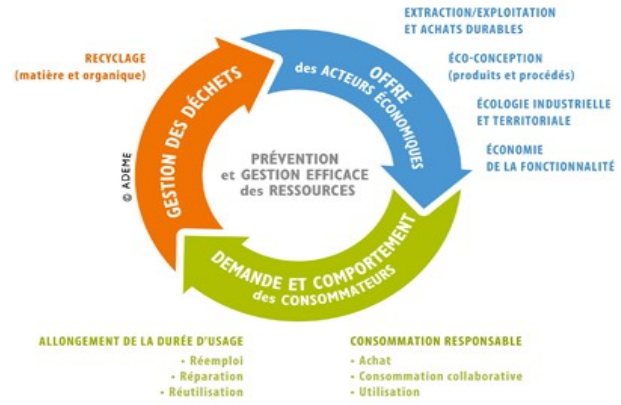 EXTRACTION/EXPLOITATION
ET ACHATS DURABLES
ÉCO-CONCEPTION
(produits et procédés)
ÉCOLOGIE INDUSTRIELLE
ET TERRITORIALE
ÉCONOMIE
DE LA FONCTIONNALITÉ
OFFRE
des ACTEURS ÉCONOMIQUES
RECYCLAGE
(matière et organique)
GESTION DES DÉCHETS
© ADEME
PRÉVENTION
et GESTION EFFICACE
des RESSOURCES
DEMANDE ET COMPORTEMENT
des CONSOMMATEURS
ALLONGEMENT DE LA DURÉE D'USAGE
• Réemploi
• Réparation
• Réutilisation
CONSOMMATION RESPONSABLE
• Achat
• Consommation collaborative
• Utilisation